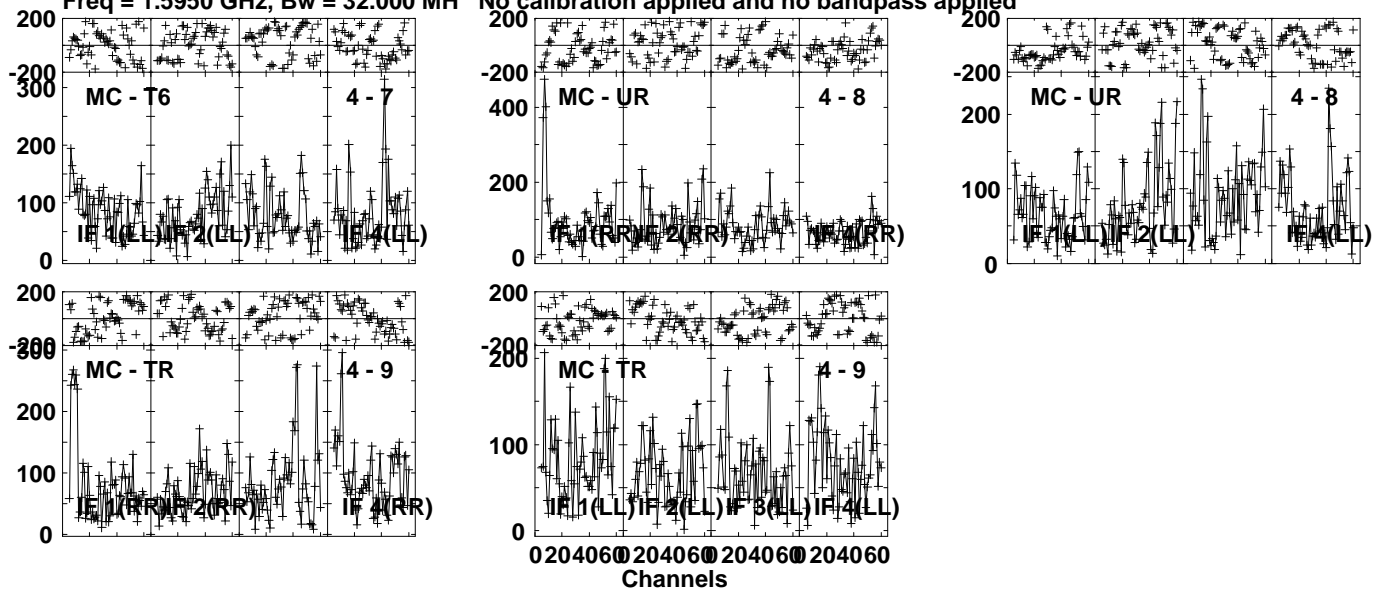 Freq = 1.5950 GHz, Bw = 32.000 MH No calibration applied and no bandpass applied
200
-200
300
200
100
0
MC - T6
4 - 7
IF 1(LL)
IF 2(LL)
IF 4(LL)
200
-200
400
200
0
MC - UR
4 - 8
IF 1(RR)
IF 2(RR)
IF 4(RR)
200
-200
200
100
0
MC - UR
4 - 8
IF 1(LL)
IF 2(LL)
IF 4(LL)
200
-200
300
200
100
0
MC - TR
4 - 9
IF 1(RR)
IF 2(RR)
IF 4(RR)
200
-200
200
100
0
MC - TR
4 - 9
IF 1(LL)
IF 2(LL)
IF 3(LL)
IF 4(LL)
0 20 40 60 0 20 40 60 0 20 40 60 0 20 40 60
Channels